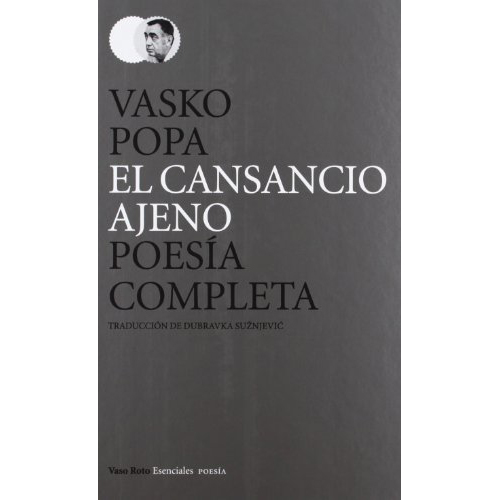 VASKO
POPA
EL CANSANCIO
AJENO
POESÍA
COMPLETA
TRADUCCIÓN DE DUBRAVKA SUŽNJEVIĆ
Vaso Roto Esenciales POESÍA